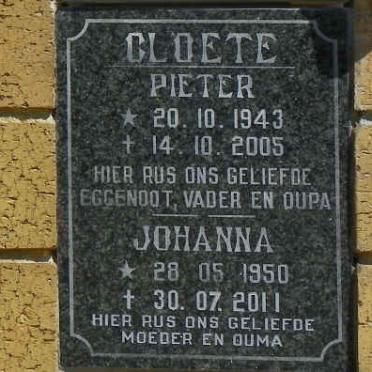 CLOETE
PIETER
★ 20. 10. 1943
✝ 14. 10. 2005
HIER RUS ONS GELIEFDE
EGGENOOT, VADER EN OUPA
JOHANNA
★ 28 05 1950
✝ 30. 07. 2011
HIER RUS ONS GELIEFDE
MOEDER EN OUMA